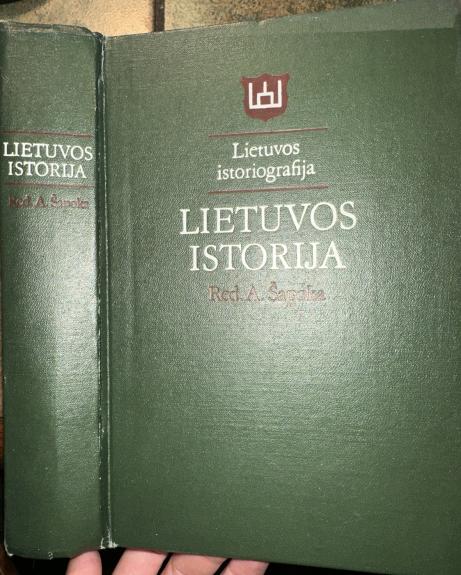 LIETUVOS
ISTORIJA
Red. A. Šapoka
Lietuvos
istoriografija
LIETUVOS
ISTORIJA
Red. A. Šapoka